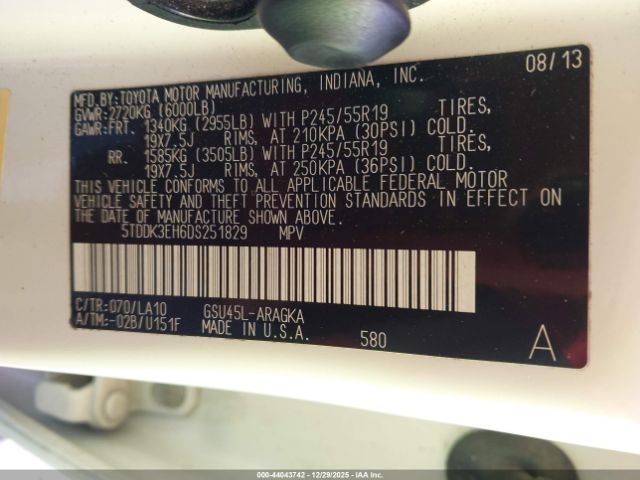 08/13
MFD.BY:TOYOTA MOTOR MANUFACTURING, INDIANA, INC.
GVWR:2720KG (6000LB)
GAWR:FRT. 1340KG (2955LB) WITH P245/55R19 TIRES,
19X7.5J RIMS, AT 210KPA (30PSI) COLD.
RR. 1585KG (3505LB) WITH P245/55R19 TIRES,
19X7.5J RIMS, AT 250KPA (36PSI) COLD.
THIS VEHICLE CONFORMS TO ALL APPLICABLE FEDERAL MOTOR
VEHICLE SAFETY AND THEFT PREVENTION STANDARDS IN EFFECT ON
THE DATE OF MANUFACTURE SHOWN ABOVE.
5TDDK3EH6DS251829 MPV
C/TR:070/LA10 GSU45L-ARAGKA
A/TM:-02B/U151F MADE IN U.S.A. 580 A
000-44043742 - 12/29/2025 - IAAI.COM